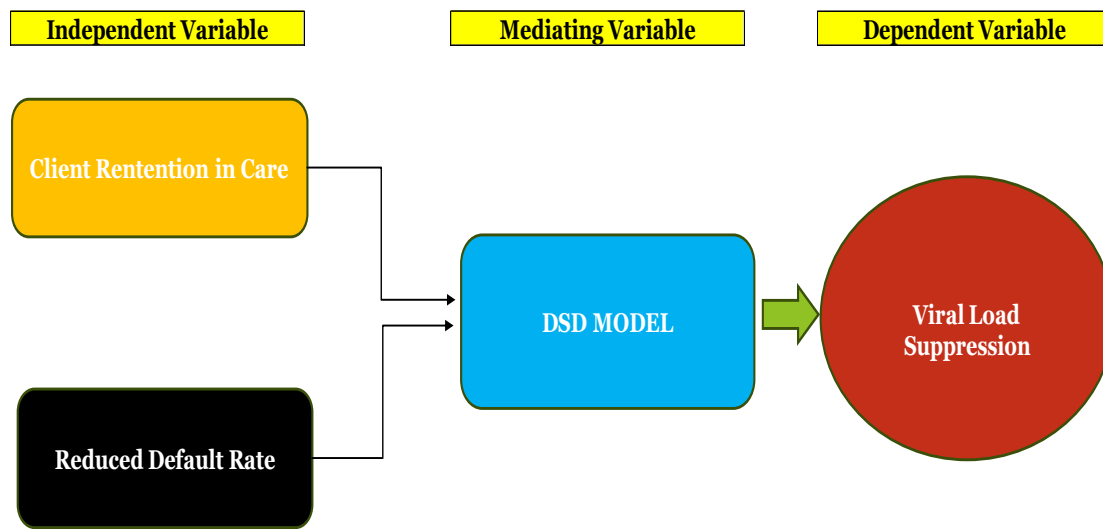 Independent Variable
Mediating Variable
Dependent Variable
Client Rentention in Care
DSD MODEL
Viral Load
Suppression
Reduced Default Rate